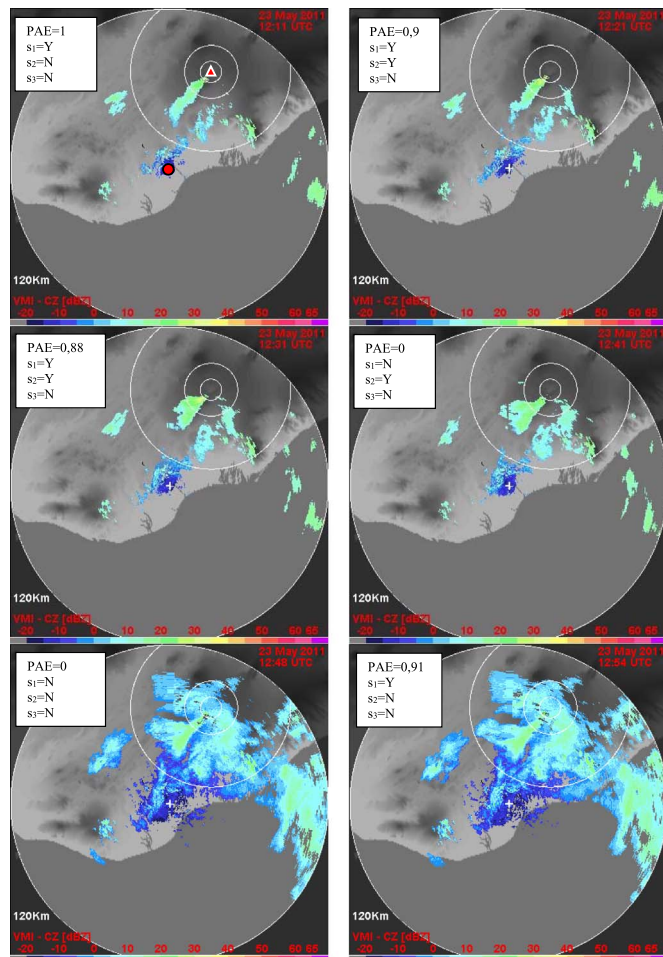 PAE=1
s₁=Y
s₂=N
s₃=N
23 May 2011
12:11 UTC
120Km
VMI - CZ [dBZ]
-20 -10 0 10 20 30 40 50 60 65
PAE=0,9
s₁=Y
s₂=Y
s₃=N
23 May 2011
12:21 UTC
120Km
VMI - CZ [dBZ]
-20 -10 0 10 20 30 40 50 60 65
PAE=0,88
s₁=Y
s₂=Y
s₃=N
23 May 2011
12:31 UTC
120Km
VMI - CZ [dBZ]
-20 -10 0 10 20 30 40 50 60 65
PAE=0
s₁=N
s₂=Y
s₃=N
23 May 2011
12:41 UTC
120Km
VMI - CZ [dBZ]
-20 -10 0 10 20 30 40 50 60 65
PAE=0
s₁=N
s₂=N
s₃=N
23 May 2011
12:48 UTC
120Km
VMI - CZ [dBZ]
-20 -10 0 10 20 30 40 50 60 65
PAE=0,91
s₁=Y
s₂=N
s₃=N
23 May 2011
12:54 UTC
120Km
VMI - CZ [dBZ]
-20 -10 0 10 20 30 40 50 60 65